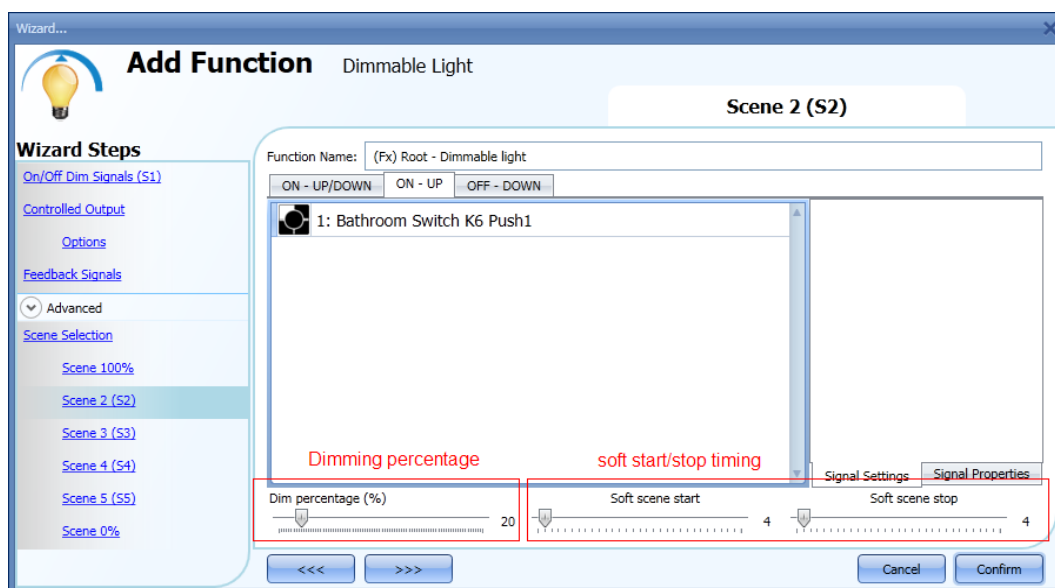 Wizard...
Add Function Dimmable Light
Scene 2 (S2)
Wizard Steps
On/Off Dim Signals (S1)
Controlled Output
Options
Feedback Signals
Advanced
Scene Selection
Scene 100%
Scene 2 (S2)
Scene 3 (S3)
Scene 4 (S4)
Scene 5 (S5)
Scene 0%
Function Name: (Fx) Root - Dimmable light
ON - UP/DOWN ON - UP OFF - DOWN
1: Bathroom Switch K6 Push1
Dimming percentage soft start/stop timing
Signal Settings Signal Properties
Dim percentage (%) Soft scene start Soft scene stop
20 4 4
<<< >>> Cancel Confirm